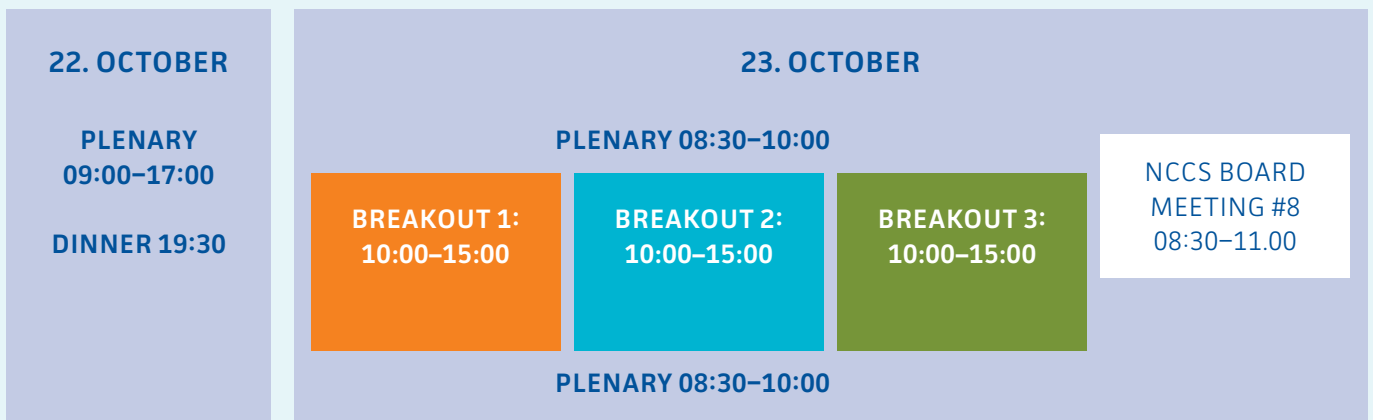 22. OCTOBER
PLENARY
09:00–17:00
DINNER 19:30
23. OCTOBER
PLENARY 08:30–10:00
BREAKOUT 1:
10:00–15:00
BREAKOUT 2:
10:00–15:00
BREAKOUT 3:
10:00–15:00
NCCS BOARD
MEETING #8
08:30–11.00
PLENARY 08:30–10:00